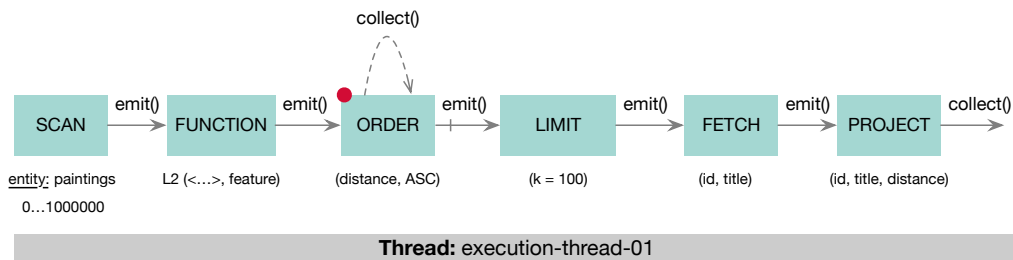 collect()
emit() emit() emit() emit() emit() collect()
SCAN FUNCTION ORDER LIMIT FETCH PROJECT
entity: paintings L2 (<...>, feature) (distance, ASC) (k = 100) (id, title) (id, title, distance)
0...1000000
Thread: execution-thread-01